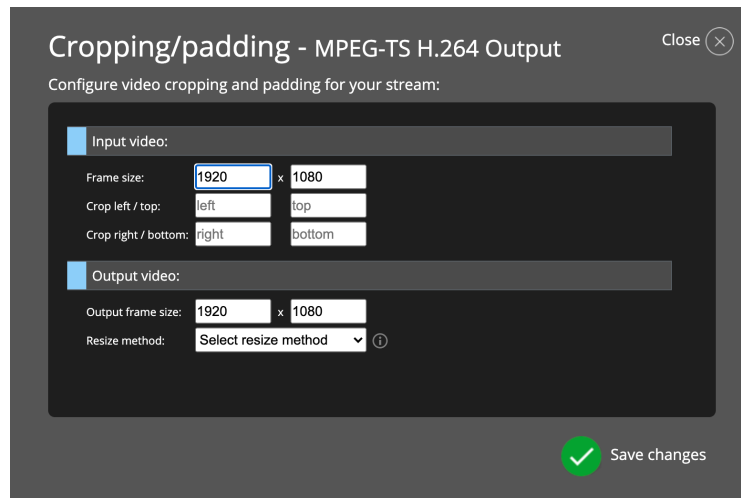 Cropping/padding - MPEG-TS H.264 Output
Close
Configure video cropping and padding for your stream:
Input video:
Frame size: 1920 x 1080
Crop left / top: left top
Crop right / bottom: right bottom
Output video:
Output frame size: 1920 x 1080
Resize method: Select resize method
Save changes